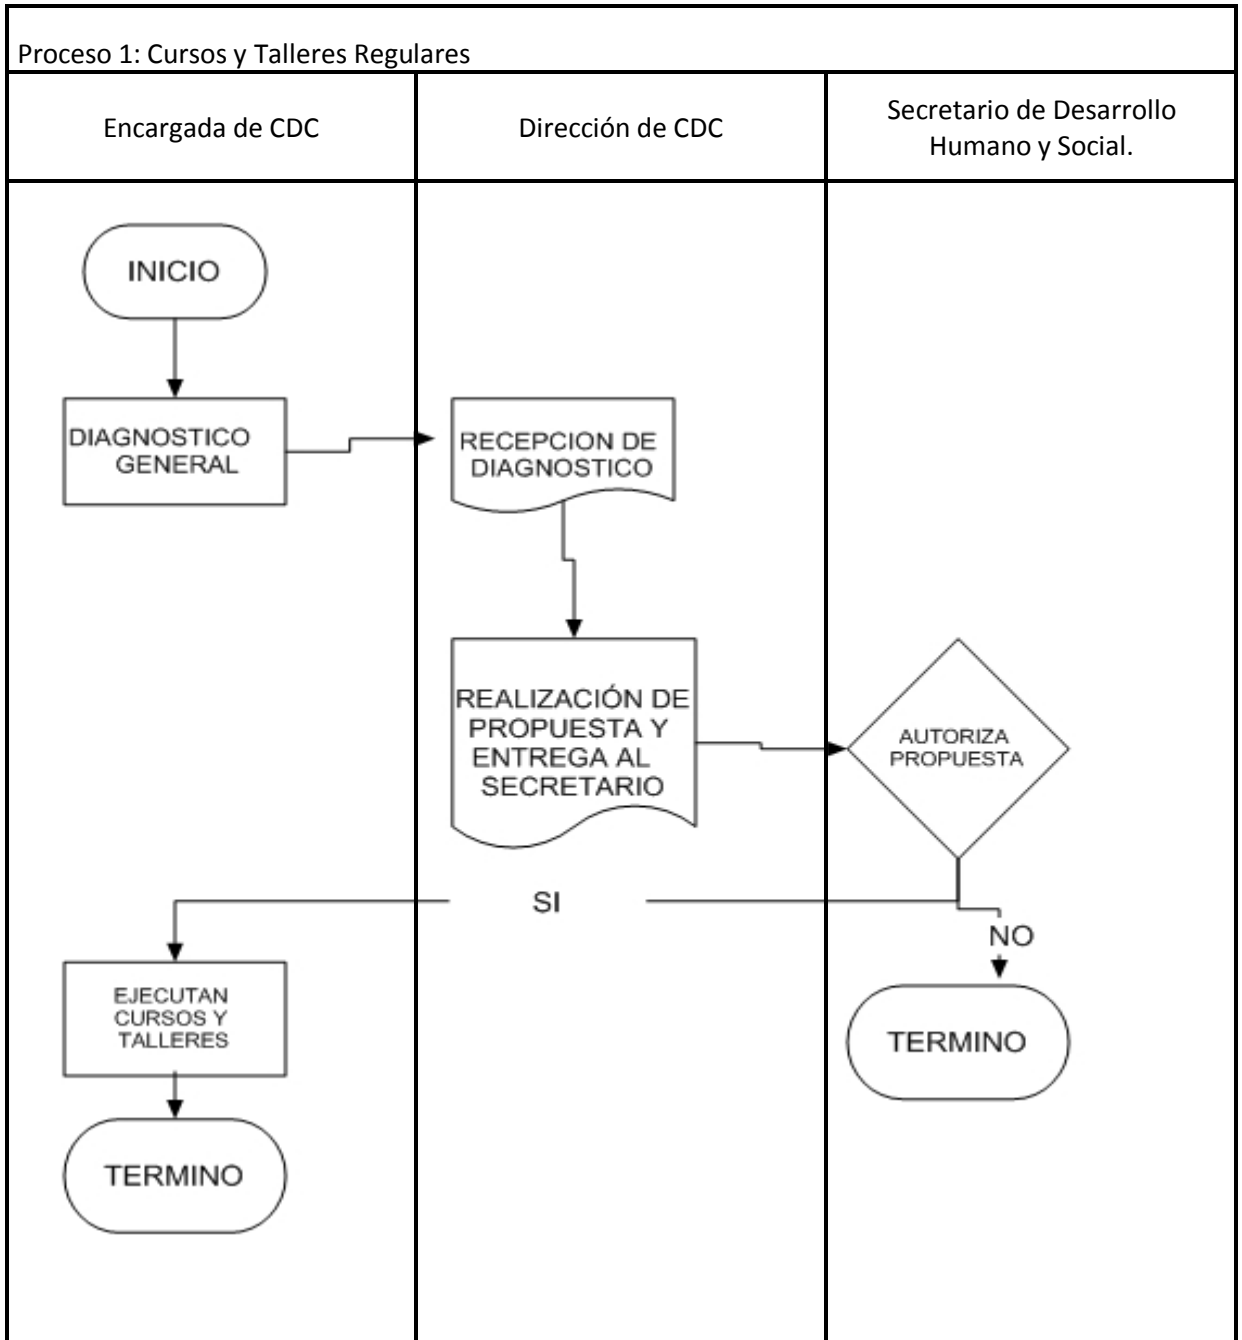 Proceso 1: Cursos y Talleres Regulares
Encargada de CDC
Dirección de CDC
Secretario de Desarrollo
Humano y Social.
INICIO
DIAGNOSTICO
GENERAL
RECEPCION DE
DIAGNOSTICO
REALIZACIÓN DE
PROPUESTA Y
ENTREGA AL
SECRETARIO
AUTORIZA
PROPUESTA
SI
NO
EJECUTAN
CURSOS Y
TALLERES
TERMINO
TERMINO